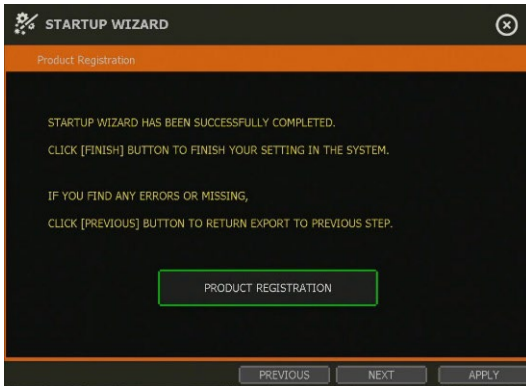 STARTUP WIZARD
Product Registration
STARTUP WIZARD HAS BEEN SUCCESSFULLY COMPLETED.
CLICK [FINISH] BUTTON TO FINISH YOUR SETTING IN THE SYSTEM.
IF YOU FIND ANY ERRORS OR MISSING,
CLICK [PREVIOUS] BUTTON TO RETURN EXPORT TO PREVIOUS STEP.
PRODUCT REGISTRATION
PREVIOUS NEXT APPLY